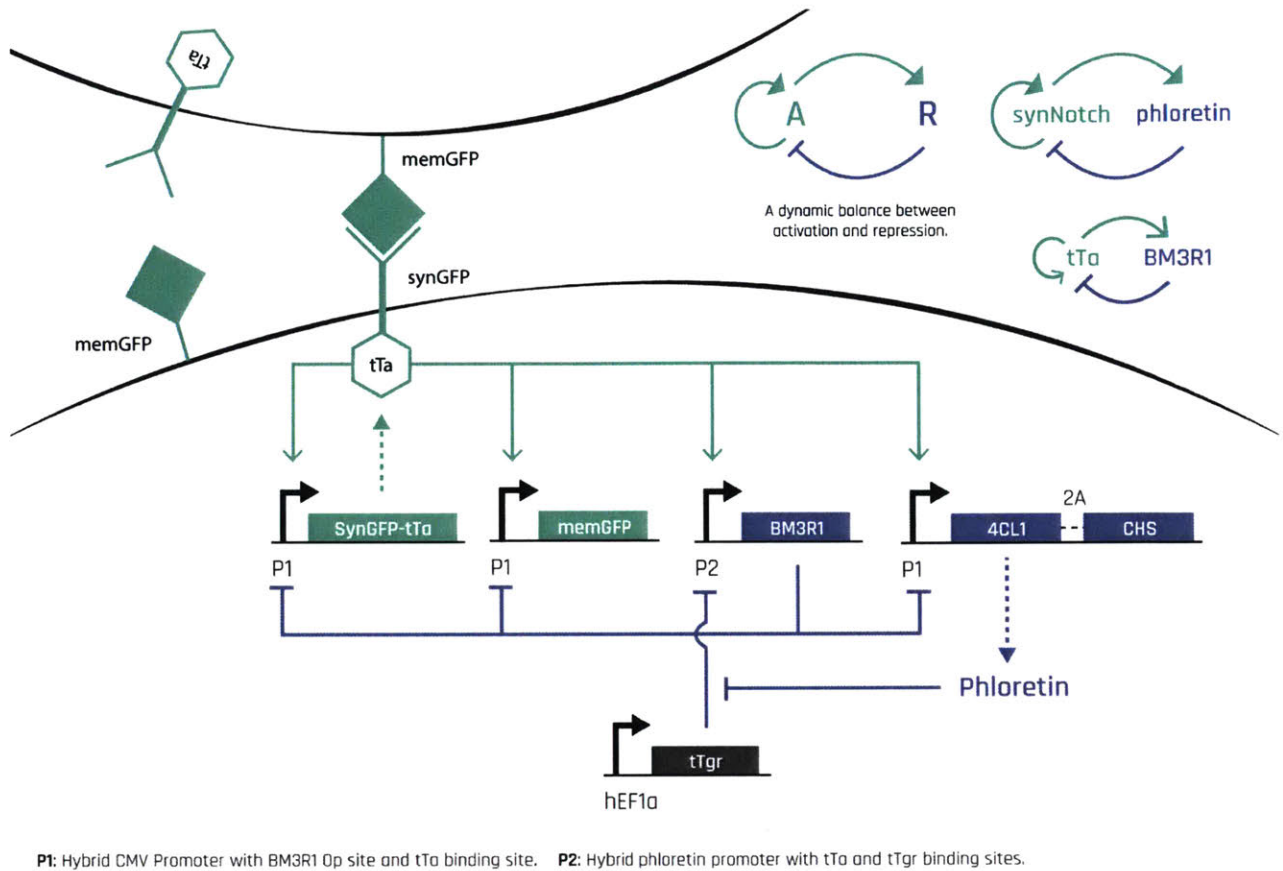 tTa
memGFP
synGFP
memGFP
tTa
A R
A dynamic balance between
activation and repression.
synNotch phloretin
tTa BM3R1
SynGFP-tTa memGFP BM3R1 4CL1 2A CHS
P1 P1 P2 P1
Phloretin
tTgr
hEF1a
P1: Hybrid CMV Promoter with BM3R1 Op site and tTa binding site. P2: Hybrid phloretin promoter with tTa and tTgr binding sites.